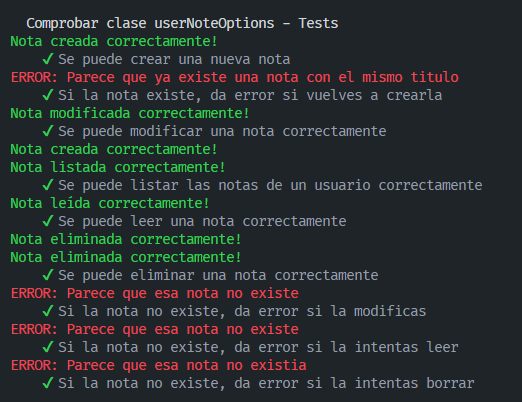 Comprobar clase userNoteOptions - Tests
Nota creada correctamente!
✓ Se puede crear una nueva nota
ERROR: Parece que ya existe una nota con el mismo titulo
✓ Si la nota existe, da error si vuelves a crearla
Nota modificada correctamente!
✓ Se puede modificar una nota correctamente
Nota creada correctamente!
Nota listada correctamente!
✓ Se puede listar las notas de un usuario correctamente
Nota leida correctamente!
✓ Se puede leer una nota correctamente
Nota eliminada correctamente!
Nota eliminada correctamente!
✓ Se puede eliminar una nota correctamente
ERROR: Parece que esa nota no existe
✓ Si la nota no existe, da error si la modificas
ERROR: Parece que esa nota no existe
✓ Si la nota no existe, da error si la intentas leer
ERROR: Parece que esa nota no existia
✓ Si la nota no existe, da error si la intentas borrar